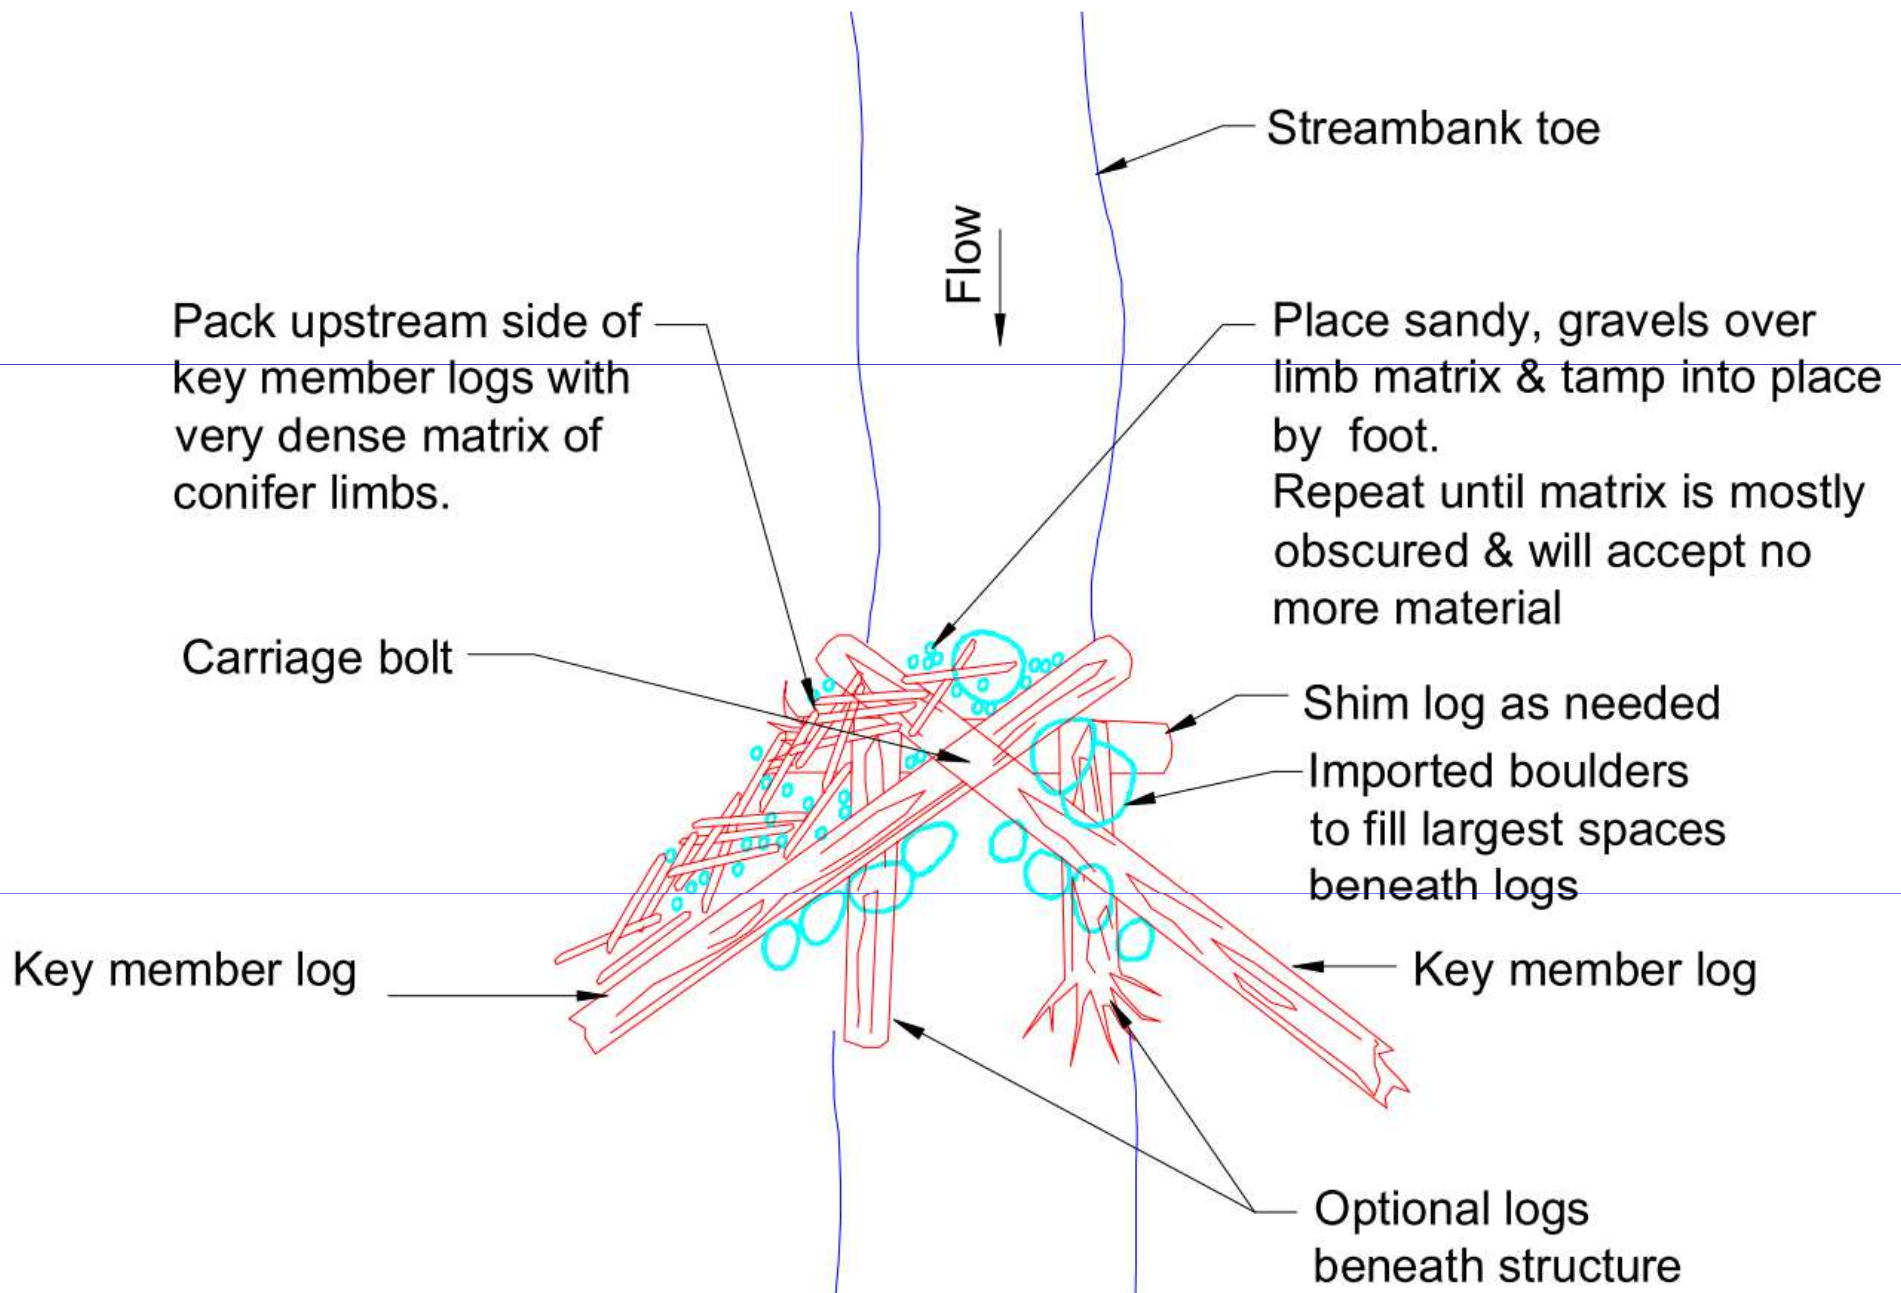 Streambank toe
Flow
Pack upstream side of
key member logs with
very dense matrix of
conifer limbs.
Place sandy, gravels over
limb matrix & tamp into place
by foot.
Repeat until matrix is mostly
obscured & will accept no
more material
Carriage bolt
Shim log as needed
Imported boulders
to fill largest spaces
beneath logs
Key member log
Key member log
Optional logs
beneath structure